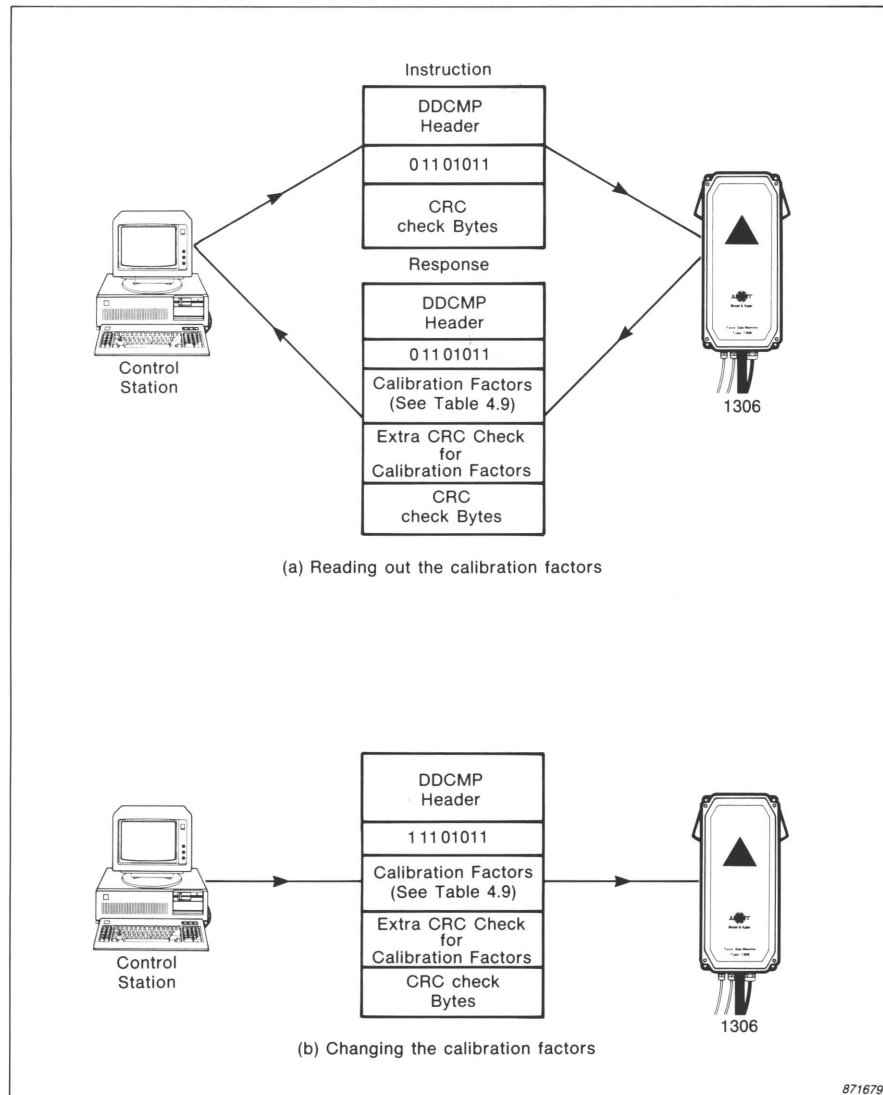 Instruction
DDCMP
Header
01101011
CRC
check Bytes
Response
DDCMP
Header
01101011
Calibration Factors
(See Table 4.9)
Extra CRC Check
for
Calibration Factors
CRC
check Bytes
Control
Station
1306
(a) Reading out the calibration factors
DDCMP
Header
11101011
Calibration Factors
(See Table 4.9)
Extra CRC Check
for
Calibration Factors
CRC check
Bytes
Control
Station
1306
(b) Changing the calibration factors
871679